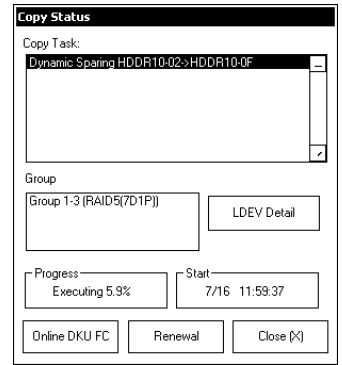 Copy Status
Copy Task:
Dynamic Sparing HDDR10-02->HDDR10-0F
Group
Group 1-3 (RAID5(7D1P))
LDEV Detail
Progress
Executing 5.9%
Start
7/16 11:59:37
Online DKU FC
Renewal
Close (X)